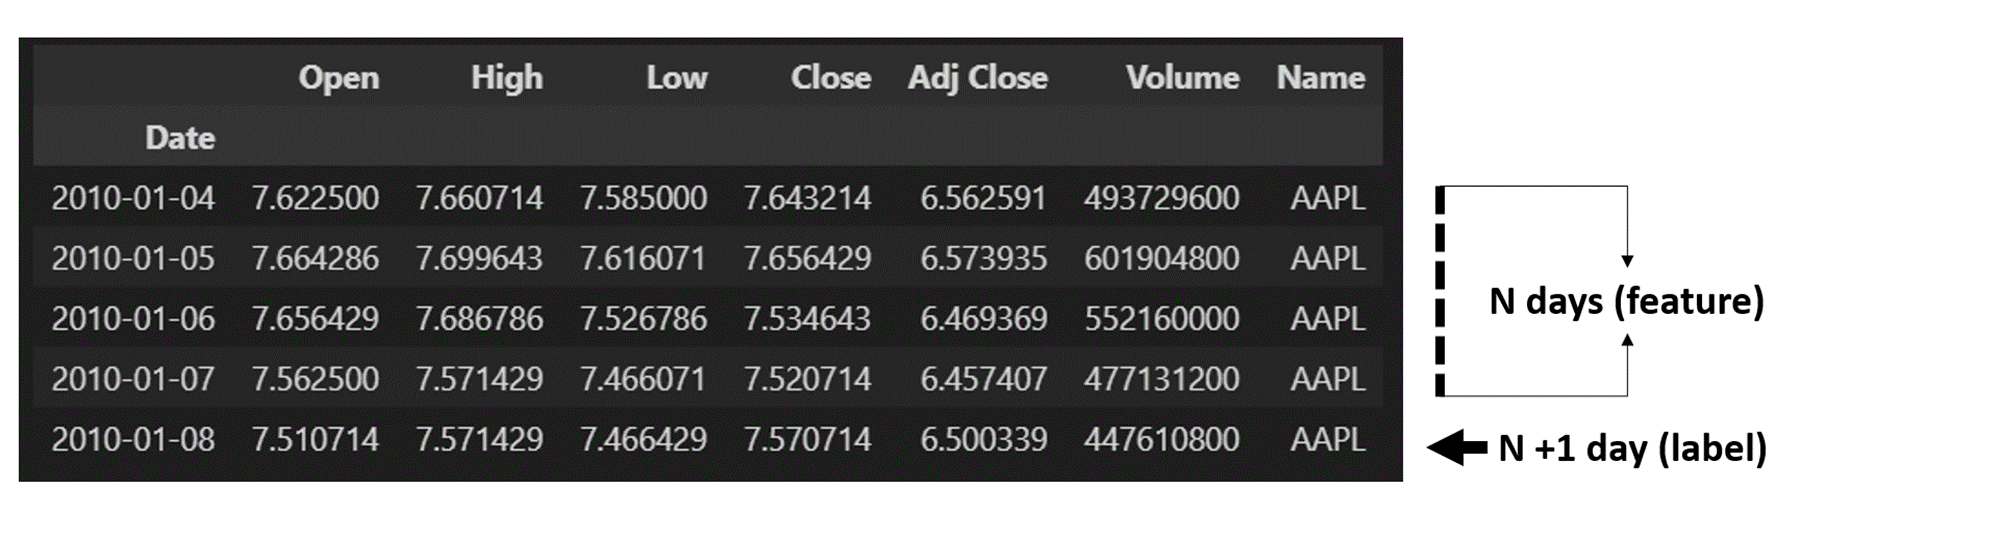 Open High Low Close Adj Close Volume Name
Date
2010-01-04 7.622500 7.660714 7.585000 7.643214 6.562591 493729600 AAPL
2010-01-05 7.664286 7.699643 7.616071 7.656429 6.573935 601904800 AAPL
2010-01-06 7.656429 7.686786 7.526786 7.534643 6.469369 552160000 AAPL
2010-01-07 7.562500 7.571429 7.466071 7.520714 6.457407 477131200 AAPL
2010-01-08 7.510714 7.571429 7.466429 7.570714 6.500339 447610800 AAPL
N days (feature)
N +1 day (label)